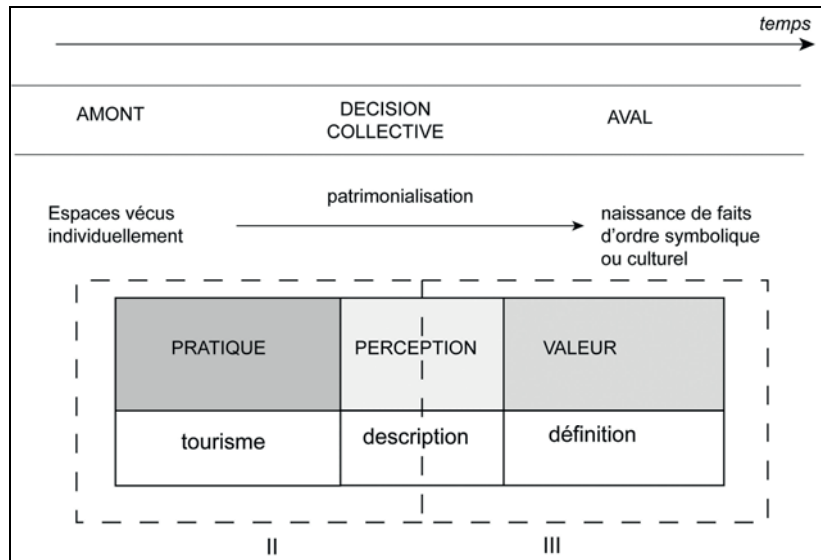 temps
AMONT
DECISION
COLLECTIVE
AVAL
patrimonialisation
Espaces vécus
individuellement
naissance de faits
d'ordre symbolique
ou culturel
PRATIQUE
PERCEPTION
VALEUR
tourisme
description
définition
II
III